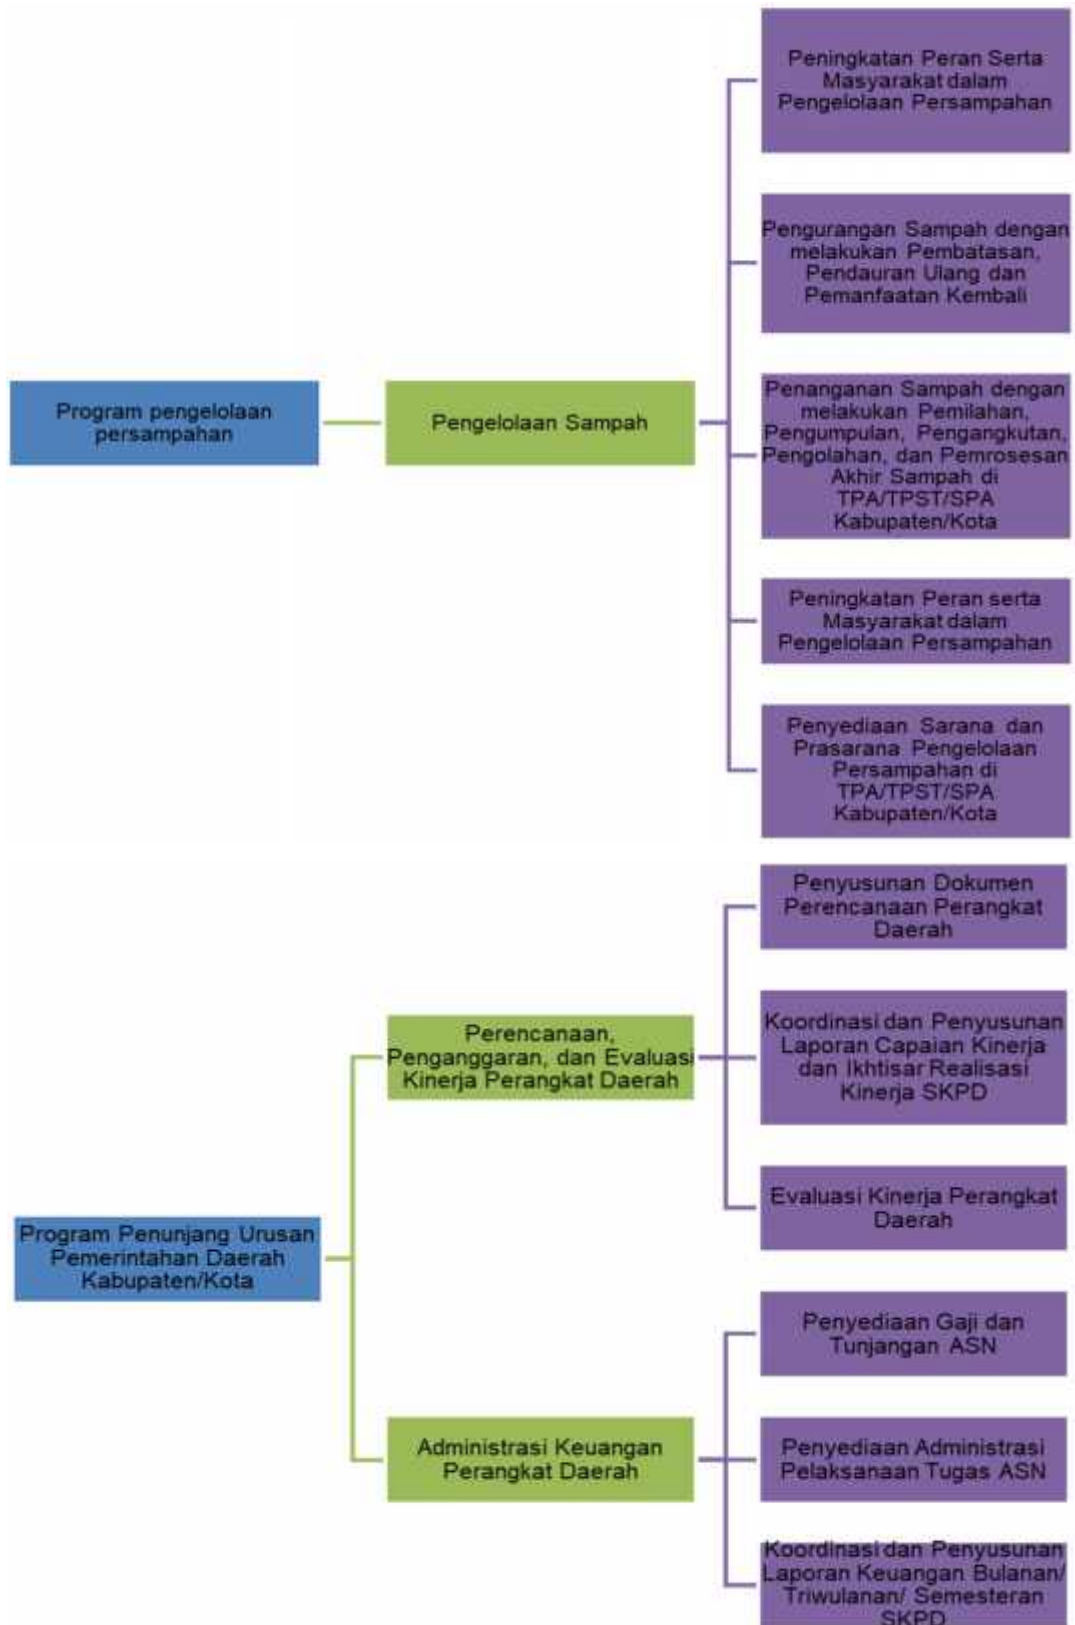 Peningkatan Peran Serta
Masyarakat dalam
Pengelolaan Persampahan
Pengurangan Sampah dengan
melakukan Pembatasan,
Pendauran Ulang dan
Pemanfaatan Kembali
Program pengelolaan
persampahan
Pengelolaan Sampah
Penanganan Sampah dengan
melakukan Pemilahan,
Pengumpulan, Pengangkutan,
Pengolahan, dan Pemrosesan
Akhir Sampah di
TPA/TPST/SPA
Kabupaten/Kota
Peningkatan Peran serta
Masyarakat dalam
Pengelolaan Persampahan
Penyediaan Sarana dan
Prasarana Pengelolaan
Persampahan di
TPA/TPST/SPA
Kabupaten/Kota
Program Penunjang Urusan
Pemerintahan Daerah
Kabupaten/Kota
Perencanaan,
Penganggaran, dan Evaluasi
Kinerja Perangkat Daerah
Penyusunan Dokumen
Perencanaan Perangkat
Daerah
Koordinasi dan Penyusunan
Laporan Capaian Kinerja
dan Ikhtisar Realisasi
Kinerja SKPD
Evaluasi Kinerja Perangkat
Daerah
Administrasi Keuangan
Perangkat Daerah
Penyediaan Gaji dan
Tunjangan ASN
Penyediaan Administrasi
Pelaksanaan Tugas ASN
Koordinasi dan Penyusunan
Laporan Keuangan Bulanan/
Triwulanan/ Semesteran
SKPD